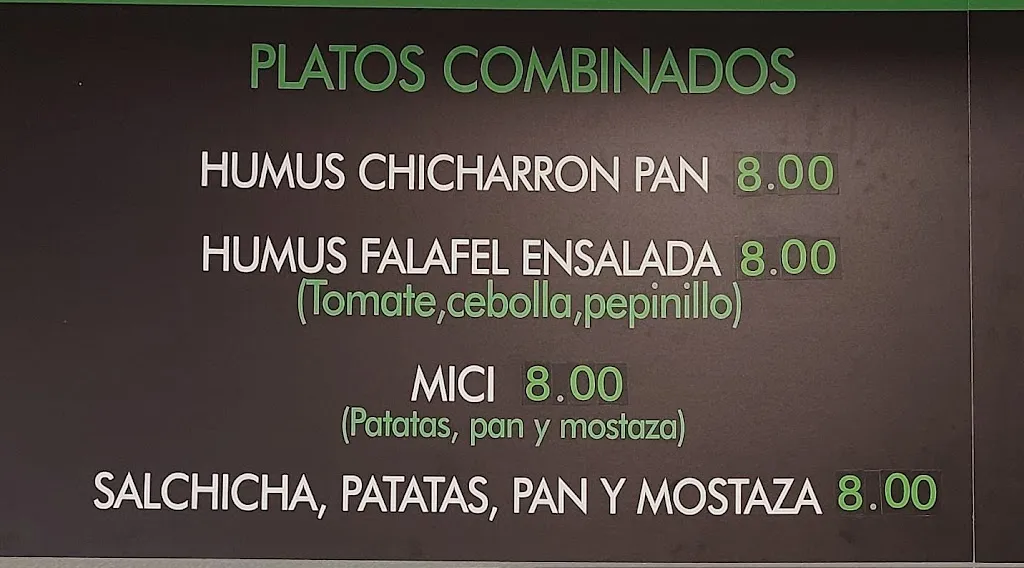 PLATOS COMBINADOS
HUMUS CHICHARRON PAN 8.00
HUMUS FALAFEL ENSALADA 8.00
(Tomate,cebolla,pepinillo)
MICI 8.00
(Patatas, pan y mostaza)
SALCHICHA, PATATAS, PAN Y MOSTAZA 8.00